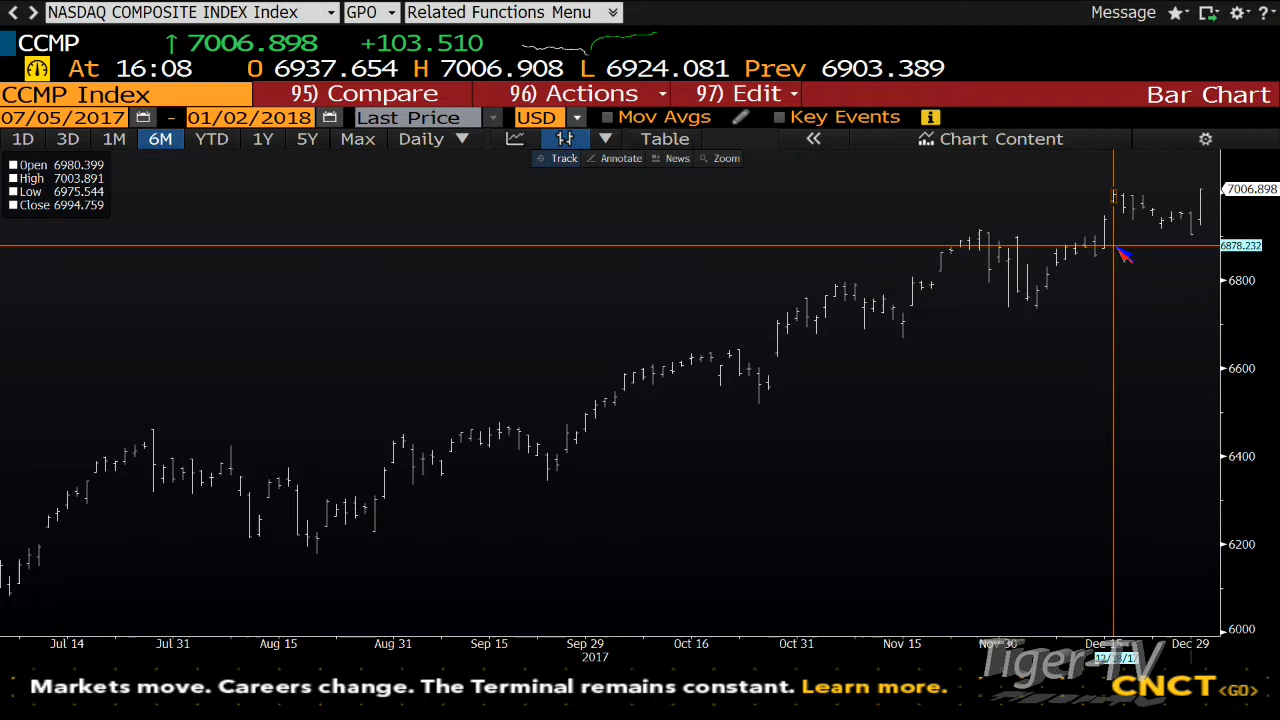 NASDAQ COMPOSITE INDEX Index GPO Related Functions Menu Message
CCMP ↑ 7006.898 +103.510
At 16:08 O 6937.654 H 7006.908 L 6924.081 Prev 6903.389
CCMP Index 95) Compare 96) Actions 97) Edit Bar Chart
07/05/2017 - 01/02/2018 Last Price USD Mov Avgs Key Events
1D 3D 1M 6M YTD 1Y 5Y Max Daily Table Chart Content
Track Annotate News Zoom
Open 6980.399
High 7003.891
Low 6975.544
Close 6994.759
7006.898
6878.232
6800
6600
6400
6200
6000
Jul 14 Jul 31 Aug 15 Aug 31 Sep 15 Sep 29 Oct 16 Oct 31 Nov 15 Nov 30 Dec 15 Dec 29
2017
Tiger-TV
Markets move. Careers change. The Terminal remains constant. Learn more. CNCT <GO>